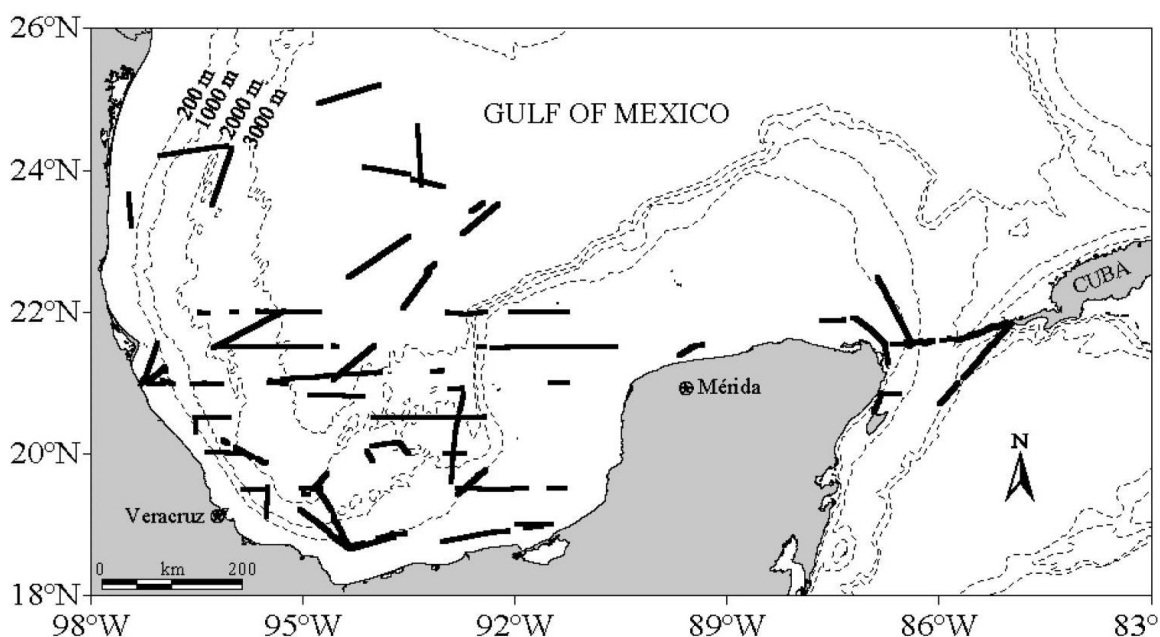 26°N
200 m
1000 m
2000 m
3000 m
GULF OF MEXICO
24°N
CUBA
22°N
Mérida
20°N
N
Veracruz
0 km 200
18°N
98°W 95°W 92°W 89°W 86°W 83°